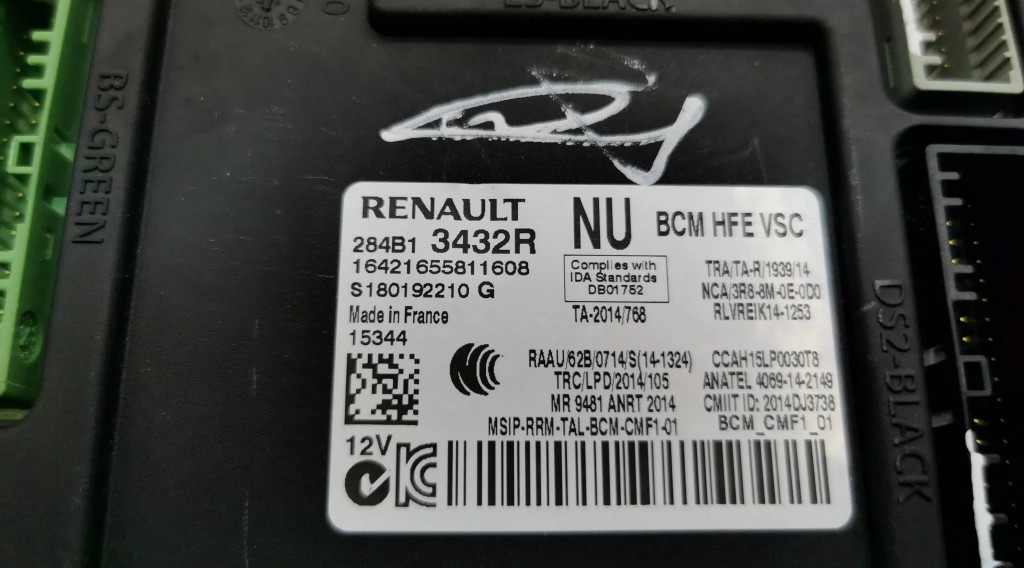 ES-BLACK
BS-GREEN
RENAULT
NU
BCM HFE VSC
284B1 3432R
16421655811608
S180192210 G
Made in France
15344
Complies with
IDA Standards
DB01752
TA-2014/768
TRA/TA-R/1939/14
NCA/3R8-8M-0E-0D0
RLVREIK14-1253
RAAU/62B/0714/S(14-1324)
TRC/LPD/2014/105
MR 9481 ANRT 2014
MSIP-RRM-TAL-BCM-CMF1-01
CCAH15LP0030T8
ANATEL 4069-14-2149
CMIIT ID: 2014DJ3738
BCM_CMF1_01
12V
DS2-BLACK